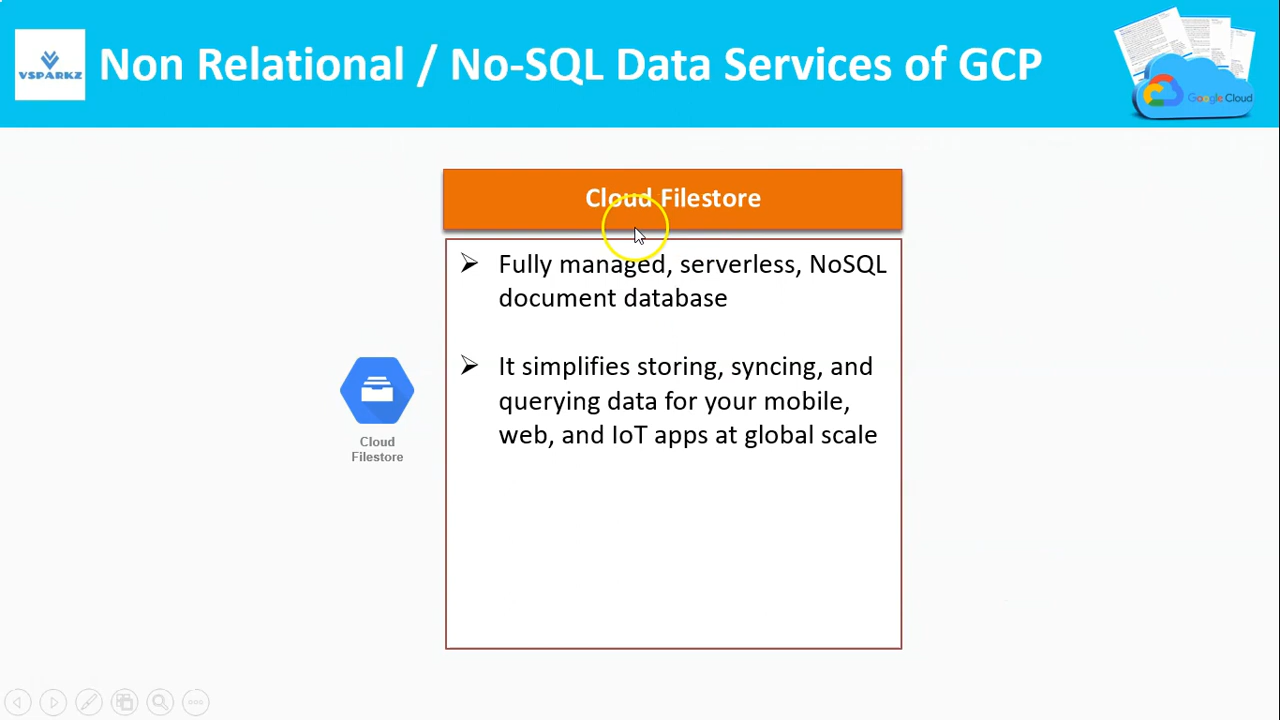 VSPARKZ
Non Relational / No-SQL Data Services of GCP
Google Cloud
Cloud Filestore
➢ Fully managed, serverless, NoSQL
document database
➢ It simplifies storing, syncing, and
querying data for your mobile,
web, and IoT apps at global scale
Cloud
Filestore